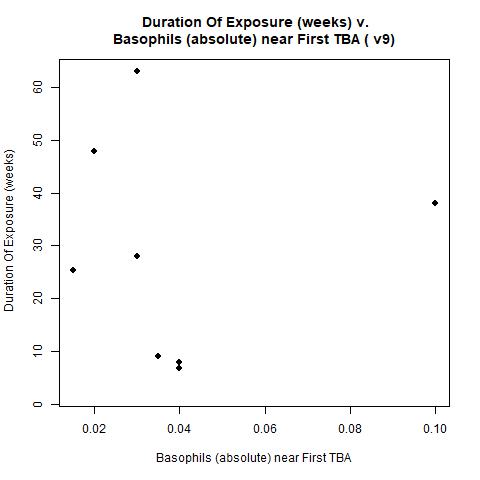 Duration Of Exposure (weeks) v.
Basophils (absolute) near First TBA ( v9)
Duration Of Exposure (weeks)
60
50
40
30
20
10
0
0.02 0.04 0.06 0.08 0.10
Basophils (absolute) near First TBA